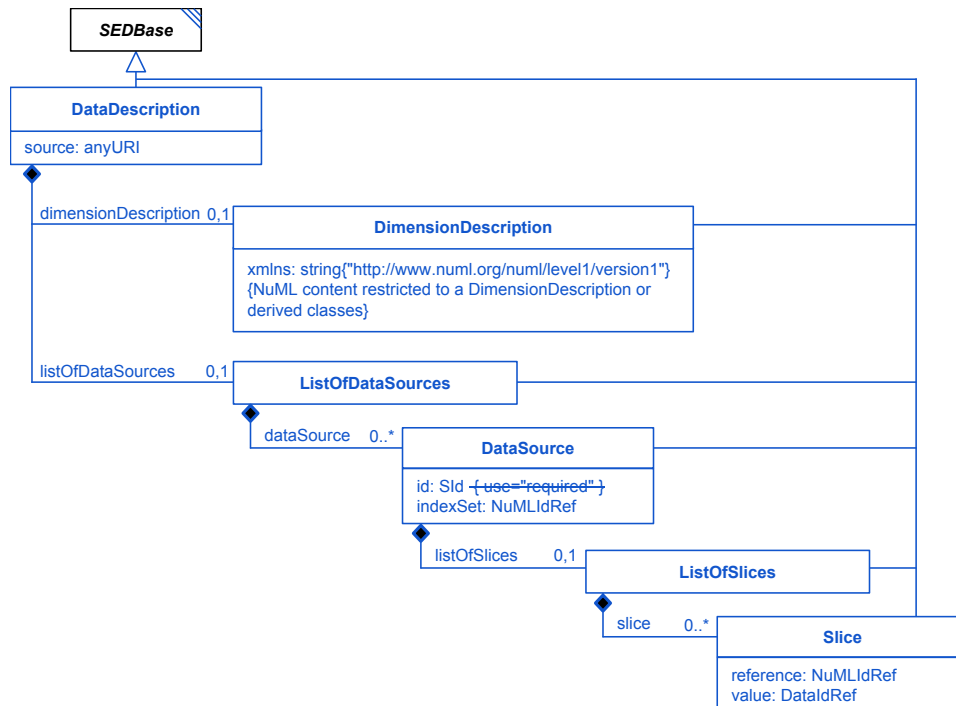 SEDBase
DataDescription
source: anyURI
dimensionDescription 0,1
DimensionDescription
xmlns: string{"http://www.numl.org/numl/level1/version1"}
{NuML content restricted to a DimensionDescription or
derived classes}
listOfDataSources 0,1
ListOfDataSources
dataSource 0..*
DataSource
id: SId { use="required" }
indexSet: NuMLIdRef
listOfSlices 0,1
ListOfSlices
slice 0..*
Slice
reference: NuMLIdRef
value: DataIdRef